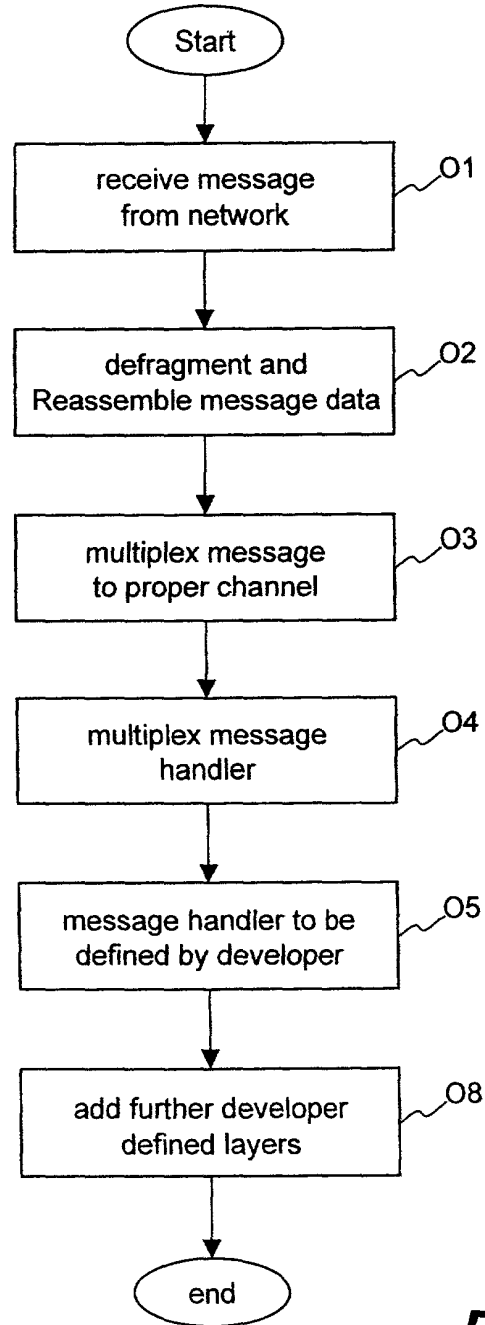 Start
receive message
from network
O1
defragment and
Reassemble message data
O2
multiplex message
to proper channel
O3
multiplex message
handler
O4
message handler to be
defined by developer
O5
add further developer
defined layers
O8
end